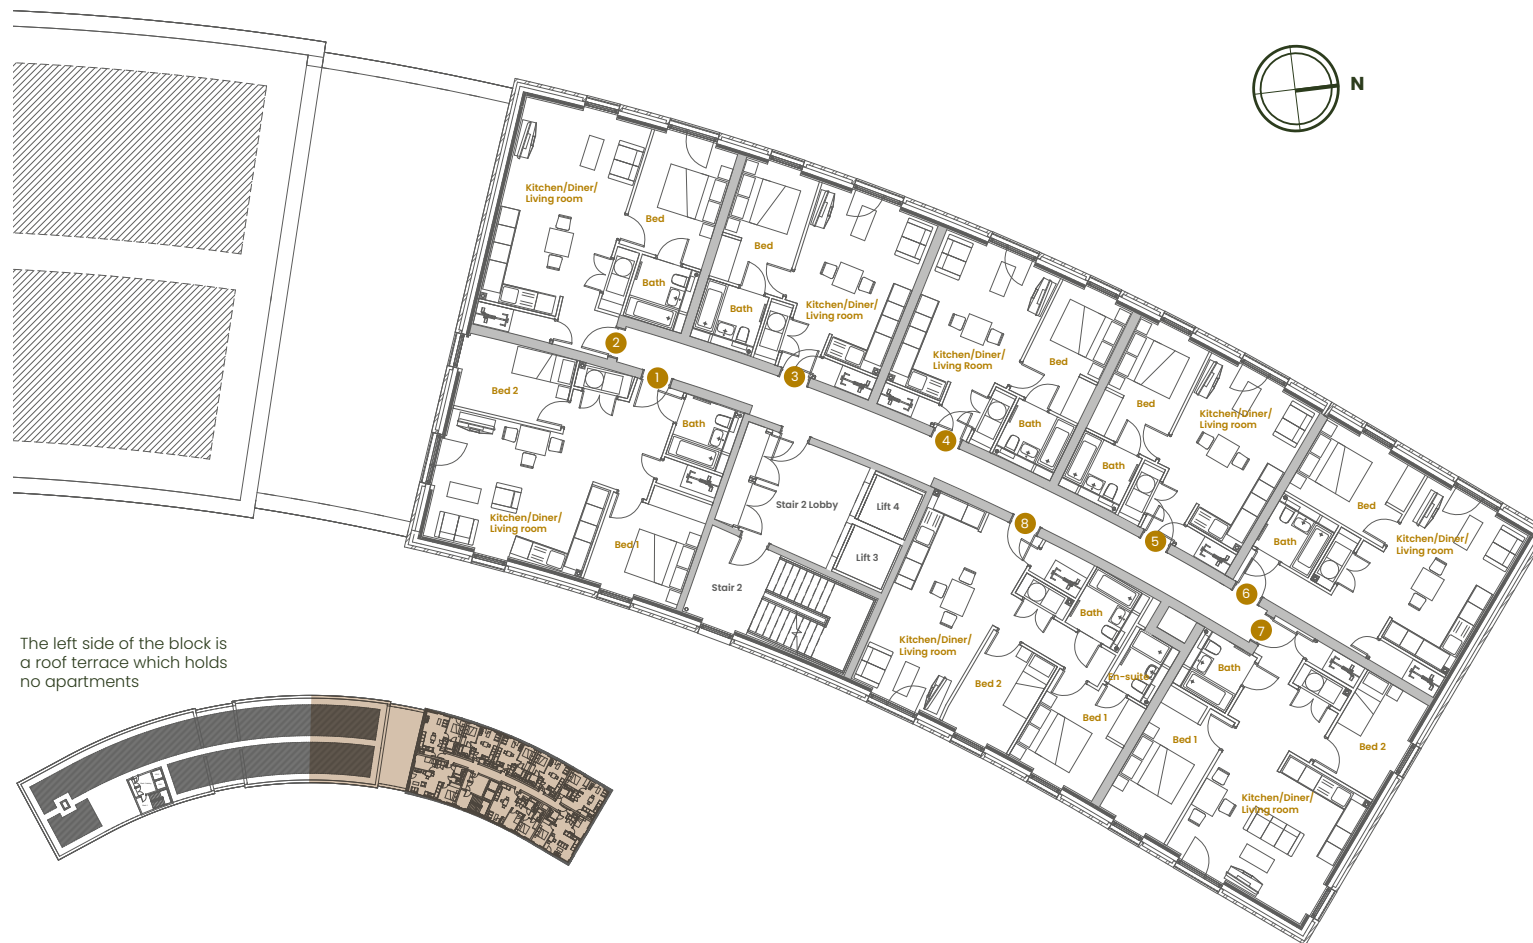 N
Kitchen/Diner/
Living room
Bed
Bath
2
Bed
Bath
Kitchen/Diner/
Living room
3
Kitchen/Diner/
Living Room
Bed
Bath
4
Bed
Bath
Kitchen/Diner/
Living room
5
Bed
Bath
Kitchen/Diner/
Living room
6
1
Bed 2
Bath
Kitchen/Diner/
Living room
Bed 1
Stair 2 Lobby
Lift 4
Lift 3
Stair 2
8
Kitchen/Diner/
Living room
Bath
En-suite
Bed 2
Bed 1
7
Bath
Bed 1
Bed 2
Kitchen/Diner/
Living room
The left side of the block is
a roof terrace which holds
no apartments